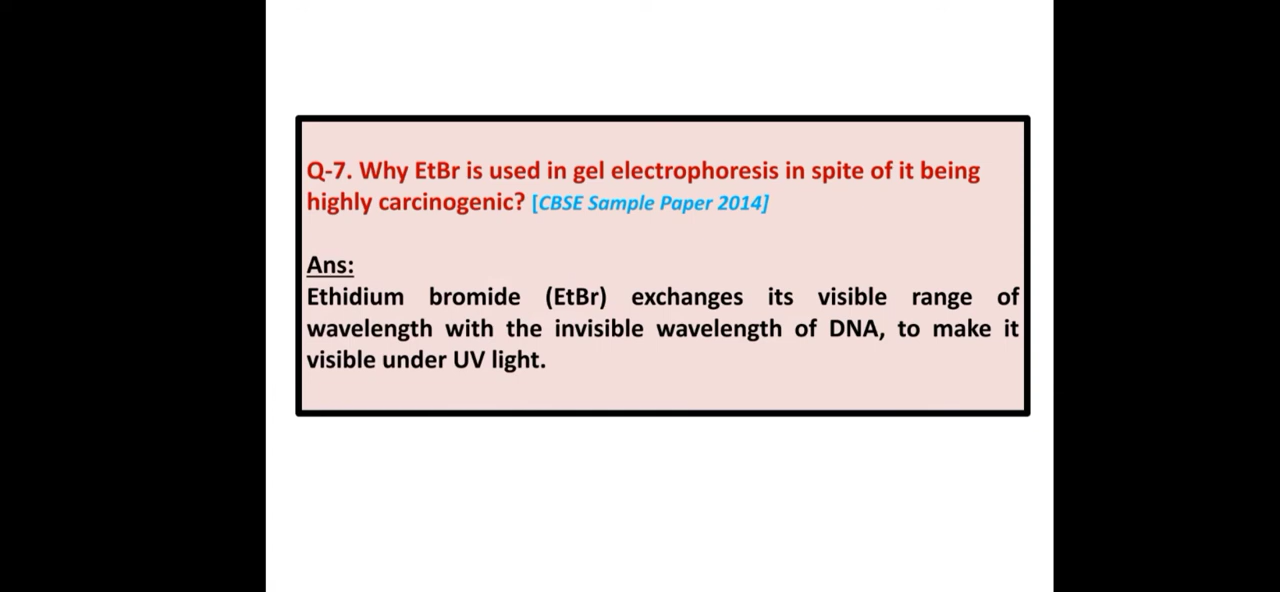 Q-7. Why EtBr is used in gel electrophoresis in spite of it being
highly carcinogenic? [CBSE Sample Paper 2014]
Ans:
Ethidium bromide (EtBr) exchanges its visible range of
wavelength with the invisible wavelength of DNA, to make it
visible under UV light.